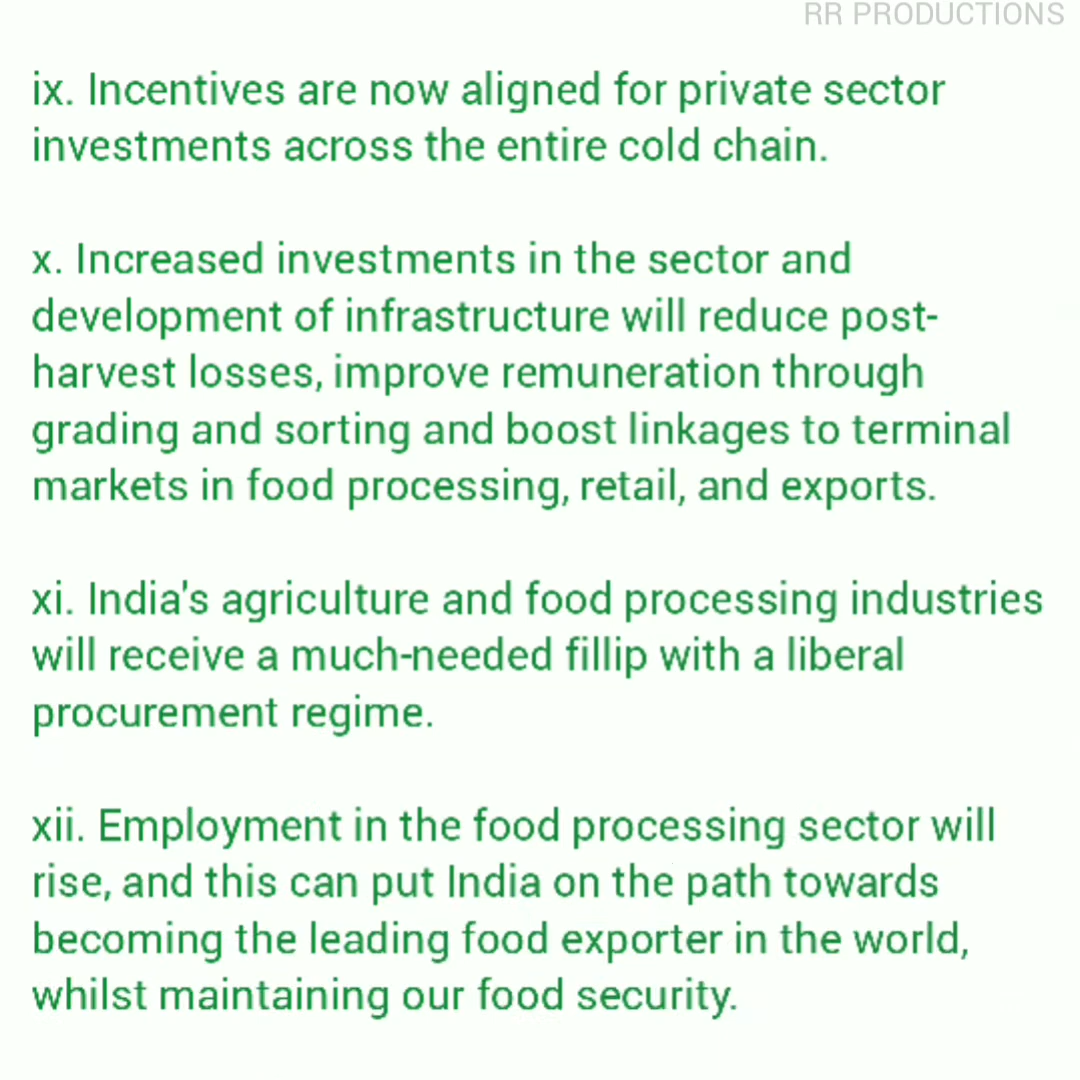 RR PRODUCTIONS
ix. Incentives are now aligned for private sector
investments across the entire cold chain.
x. Increased investments in the sector and
development of infrastructure will reduce post-
harvest losses, improve remuneration through
grading and sorting and boost linkages to terminal
markets in food processing, retail, and exports.
xi. India's agriculture and food processing industries
will receive a much-needed fillip with a liberal
procurement regime.
xii. Employment in the food processing sector will
rise, and this can put India on the path towards
becoming the leading food exporter in the world,
whilst maintaining our food security.